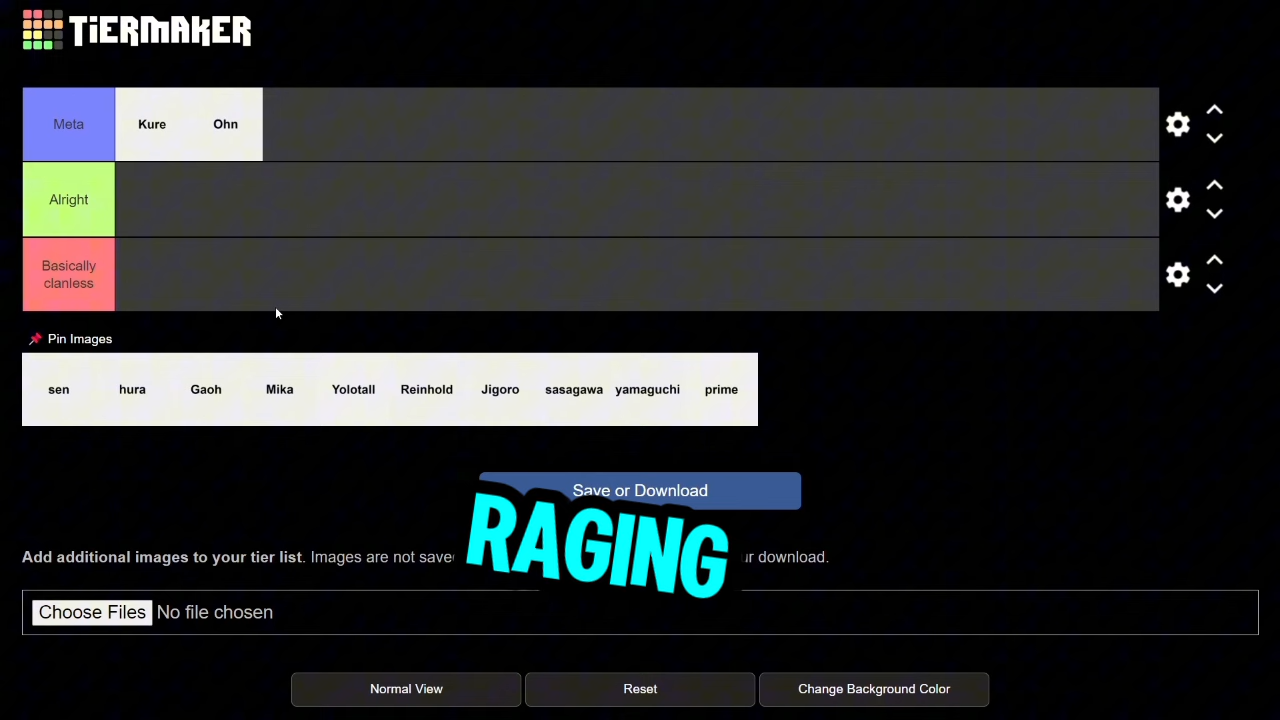 TIERMAKER
Meta
Kure
Ohn
Alright
Basically
clanless
📌 Pin Images
sen
hura
Gaoh
Mika
Yolotall
Reinhold
Jigoro
sasagawa
yamaguchi
prime
Save or Download
RAGING
Add additional images to your tier list. Images are not save ur download.
Choose Files No file chosen
Normal View
Reset
Change Background Color